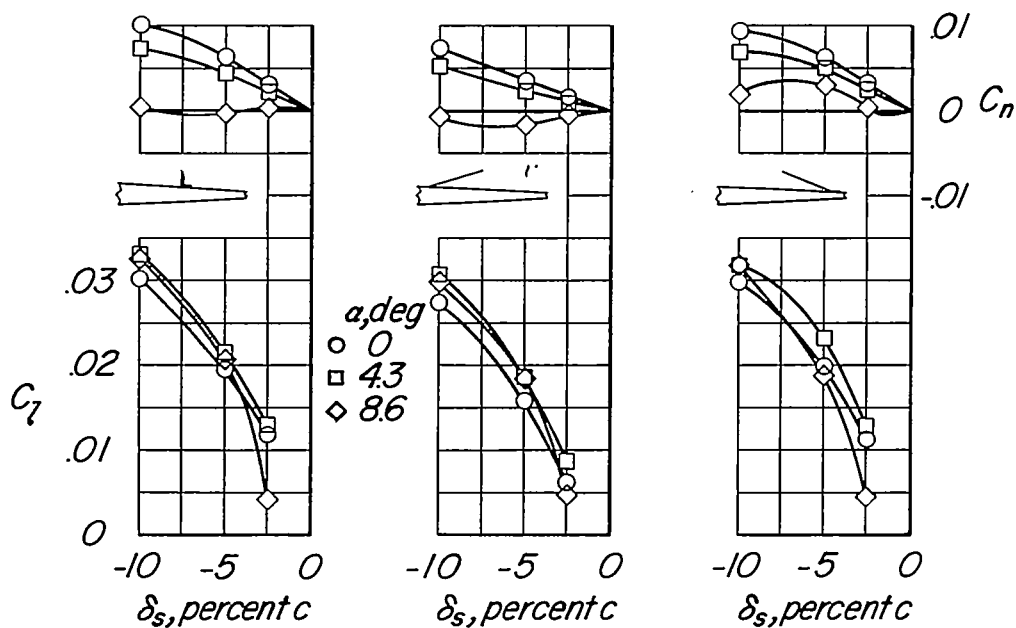 .01
0
Cn
-.01
.03
.02
.01
0
Cl
α, deg
0
4.3
8.6
-10 -5 0
-10 -5 0
-10 -5 0
δs, percent c
δs, percent c
δs, percent c